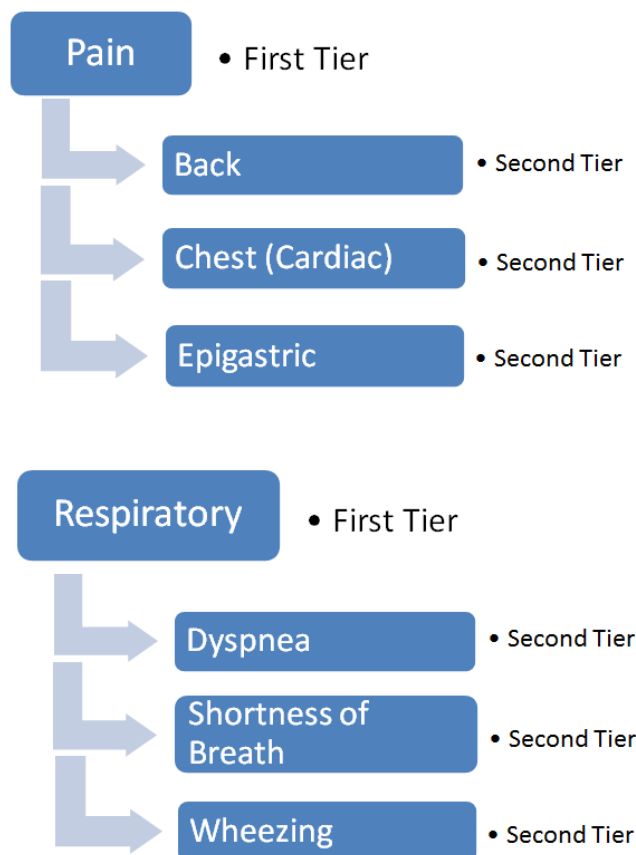 Pain
• First Tier
Back
• Second Tier
Chest (Cardiac)
• Second Tier
Epigastric
• Second Tier
Respiratory
• First Tier
Dyspnea
• Second Tier
Shortness of
Breath
• Second Tier
Wheezing
• Second Tier